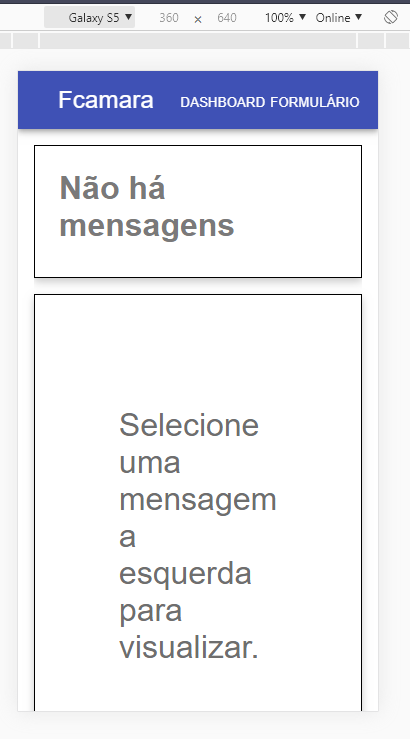 Galaxy S5 ▼ 360 × 640 100% ▼ Online ▼
Fcamara DASHBOARD FORMULÁRIO
Não há
mensagens
Selecione
uma
mensagem
a
esquerda
para
visualizar.